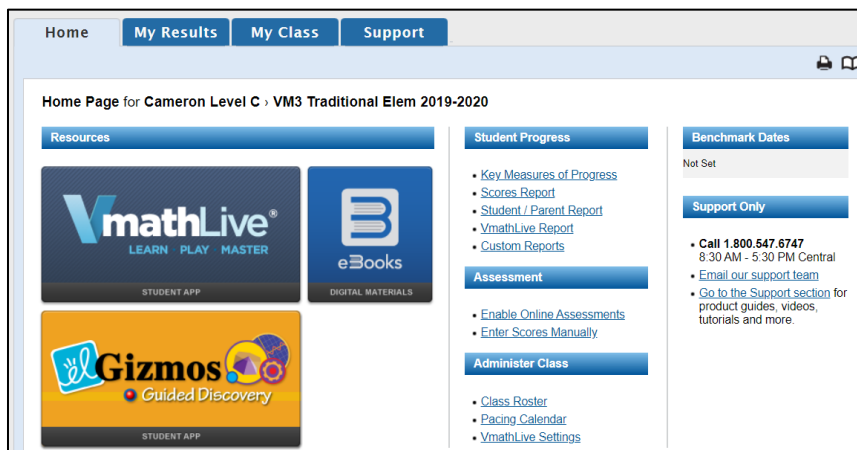 Home
My Results
My Class
Support
Home Page for Cameron Level C › VM3 Traditional Elem 2019-2020
Resources
VmathLive®
LEARN PLAY MASTER
STUDENT APP
eBooks
DIGITAL MATERIALS
el Gizmos
Guided Discovery
STUDENT APP
Student Progress
• Key Measures of Progress
• Scores Report
• Student / Parent Report
• VmathLive Report
• Custom Reports
Assessment
• Enable Online Assessments
• Enter Scores Manually
Administer Class
• Class Roster
• Pacing Calendar
• VmathLive Settings
Benchmark Dates
Not Set
Support Only
• Call 1.800.547.6747
8:30 AM - 5:30 PM Central
• Email our support team
• Go to the Support section for
product guides, videos,
tutorials and more.